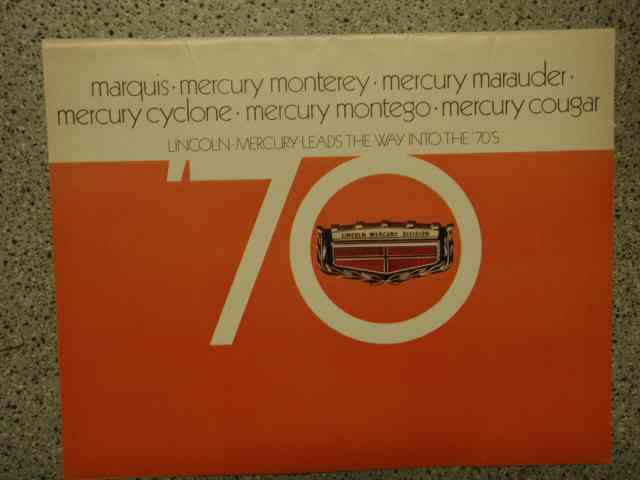 marquis · mercury monterey · mercury marauder ·
mercury cyclone · mercury montego · mercury cougar
LINCOLN-MERCURY LEADS THE WAY INTO THE '70'S
'70
LINCOLN MERCURY DIVISION